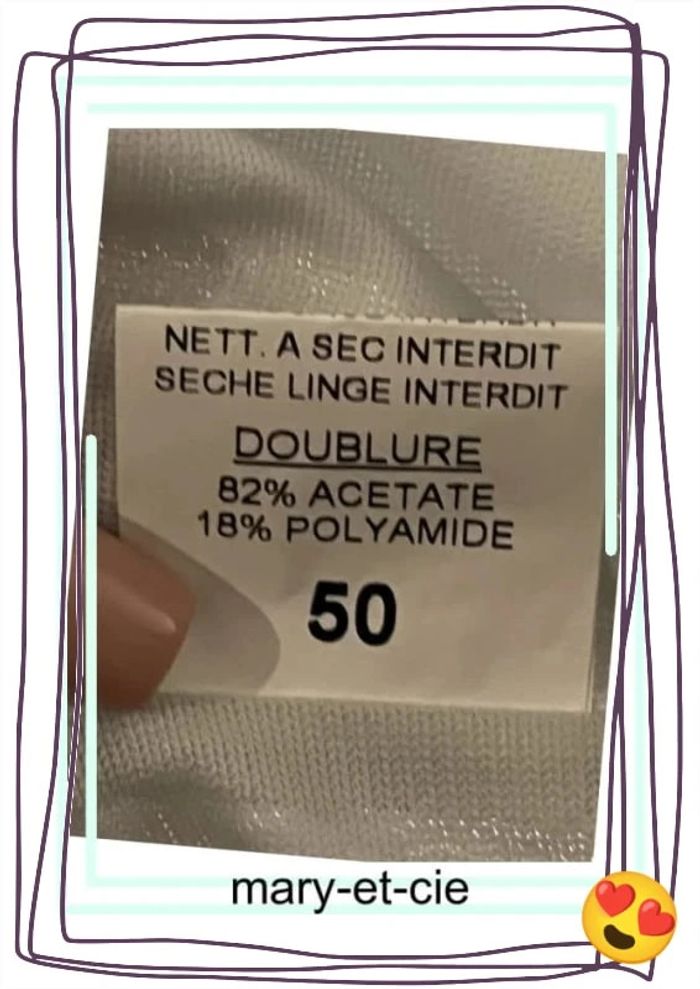 NETT. A SEC INTERDIT
SECHE LINGE INTERDIT
DOUBLURE
82% ACETATE
18% POLYAMIDE
50
mary-et-cie